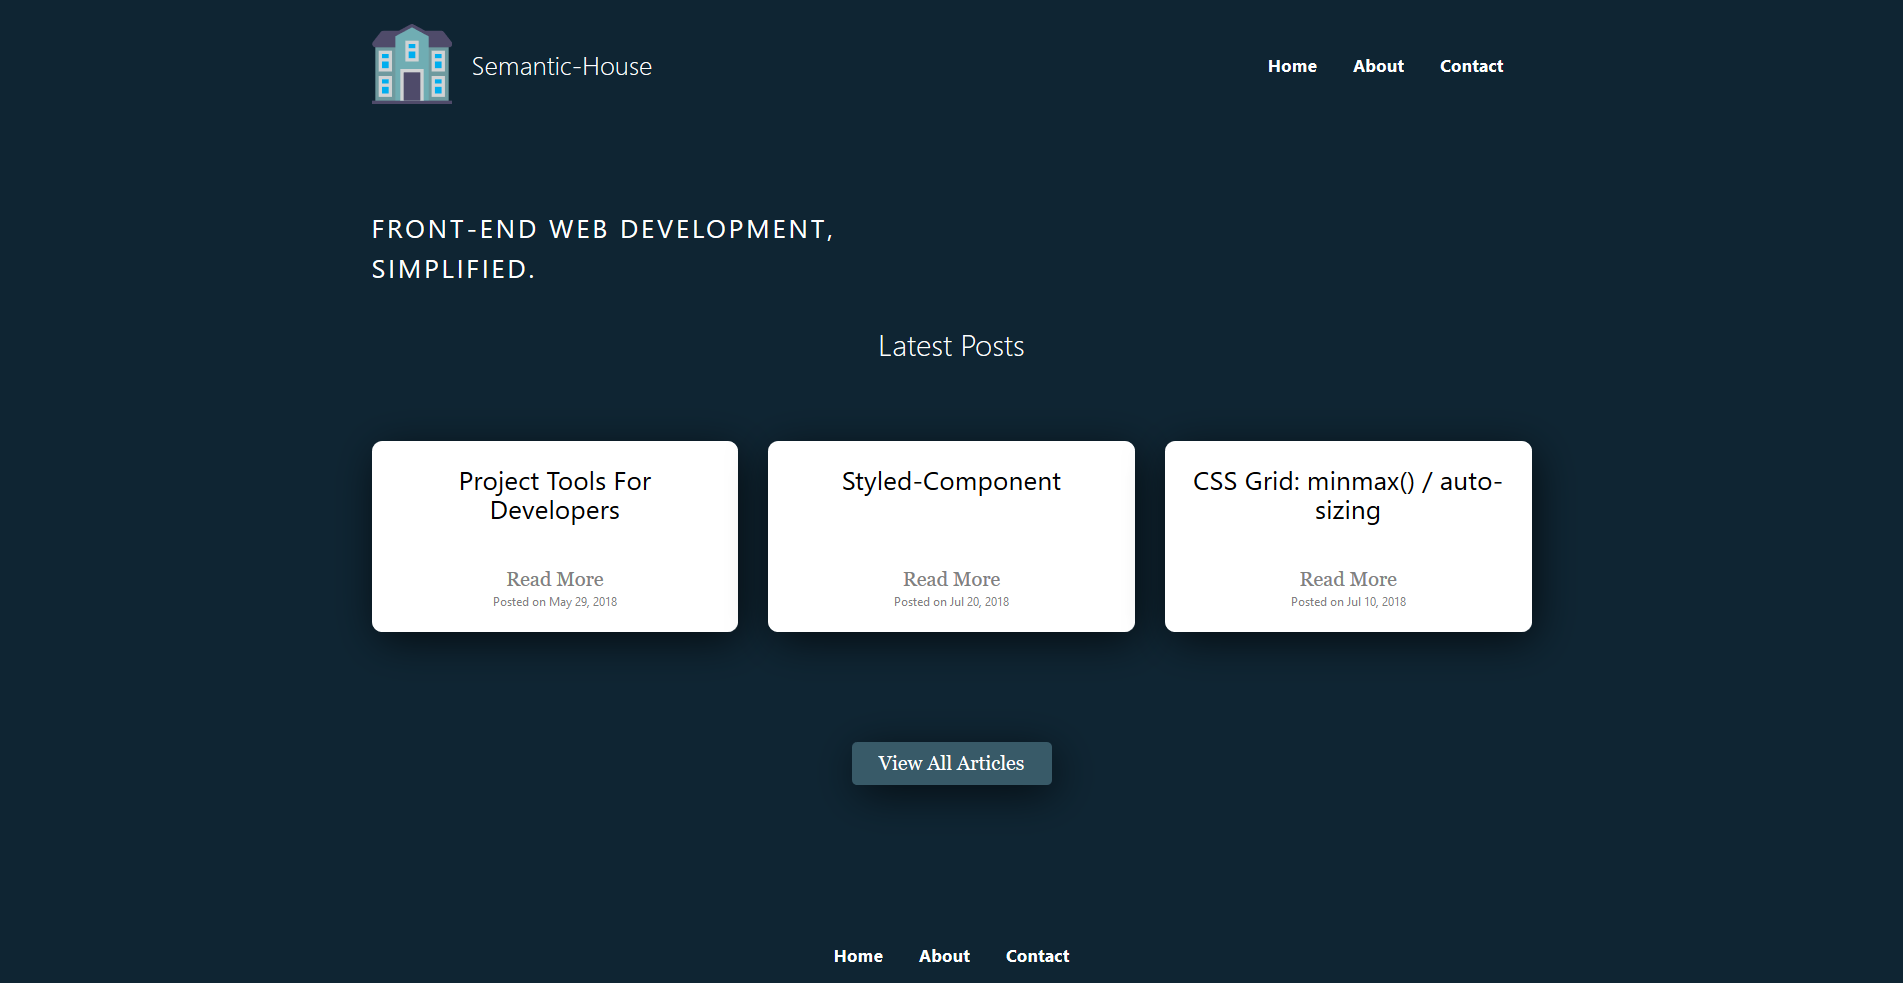 Semantic-House
Home About Contact
FRONT-END WEB DEVELOPMENT,
SIMPLIFIED.
Latest Posts
Project Tools For
Developers
Read More
Posted on May 29, 2018
Styled-Component
Read More
Posted on Jul 20, 2018
CSS Grid: minmax() / auto-
sizing
Read More
Posted on Jul 10, 2018
View All Articles
Home About Contact